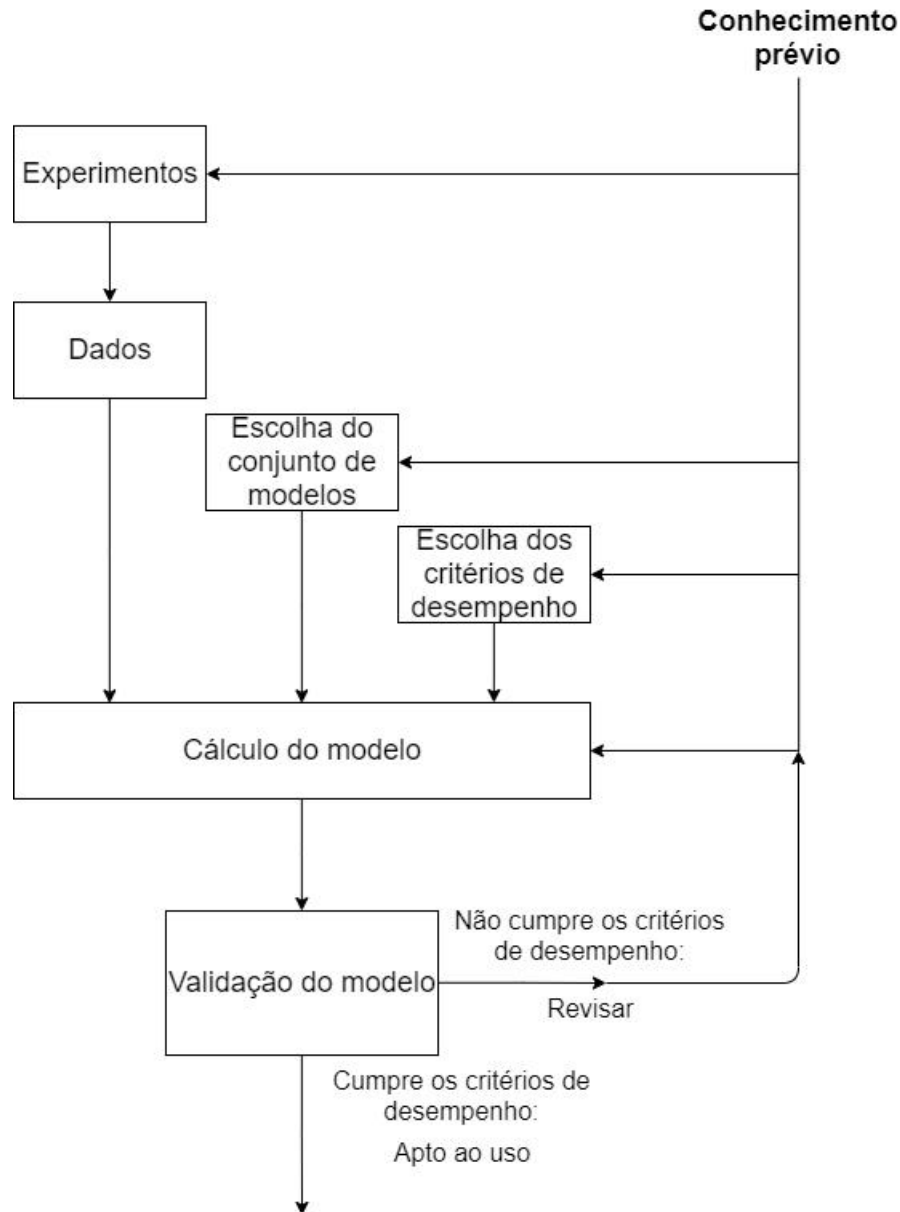 Conhecimento
prévio
Experimentos
Dados
Escolha do
conjunto de
modelos
Escolha dos
critérios de
desempenho
Cálculo do modelo
Não cumpre os critérios
de desempenho:
Validação do modelo
Revisar
Cumpre os critérios de
desempenho:
Apto ao uso